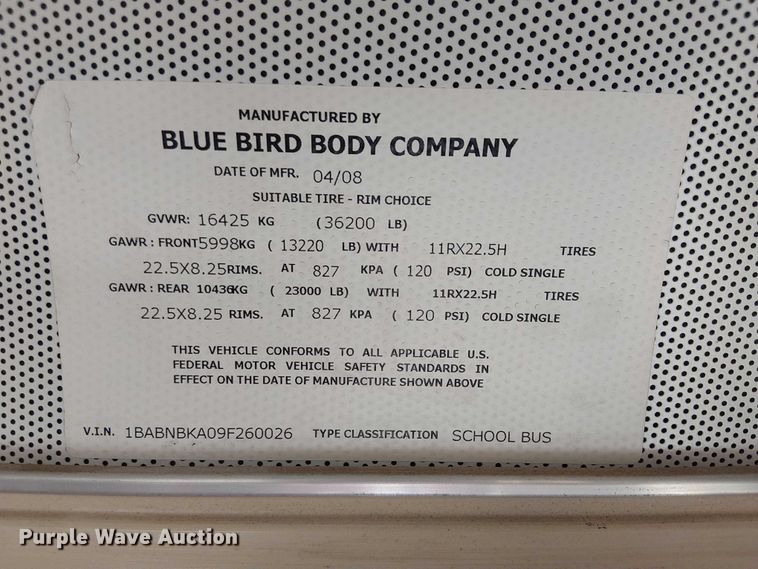 MANUFACTURED BY
BLUE BIRD BODY COMPANY
DATE OF MFR. 04/08
SUITABLE TIRE - RIM CHOICE
GVWR: 16425 KG (36200 LB)
GAWR : FRONT5998KG ( 13220 LB) WITH 11RX22.5H TIRES
22.5X8.25 RIMS. AT 827 KPA ( 120 PSI) COLD SINGLE
GAWR : REAR 10436KG ( 23000 LB) WITH 11RX22.5H TIRES
22.5X8.25 RIMS. AT 827 KPA ( 120 PSI) COLD SINGLE
THIS VEHICLE CONFORMS TO ALL APPLICABLE U.S.
FEDERAL MOTOR VEHICLE SAFETY STANDARDS IN
EFFECT ON THE DATE OF MANUFACTURE SHOWN ABOVE
V.I.N. 1BABNBKA09F260026 TYPE CLASSIFICATION SCHOOL BUS
Purple Wave Auction